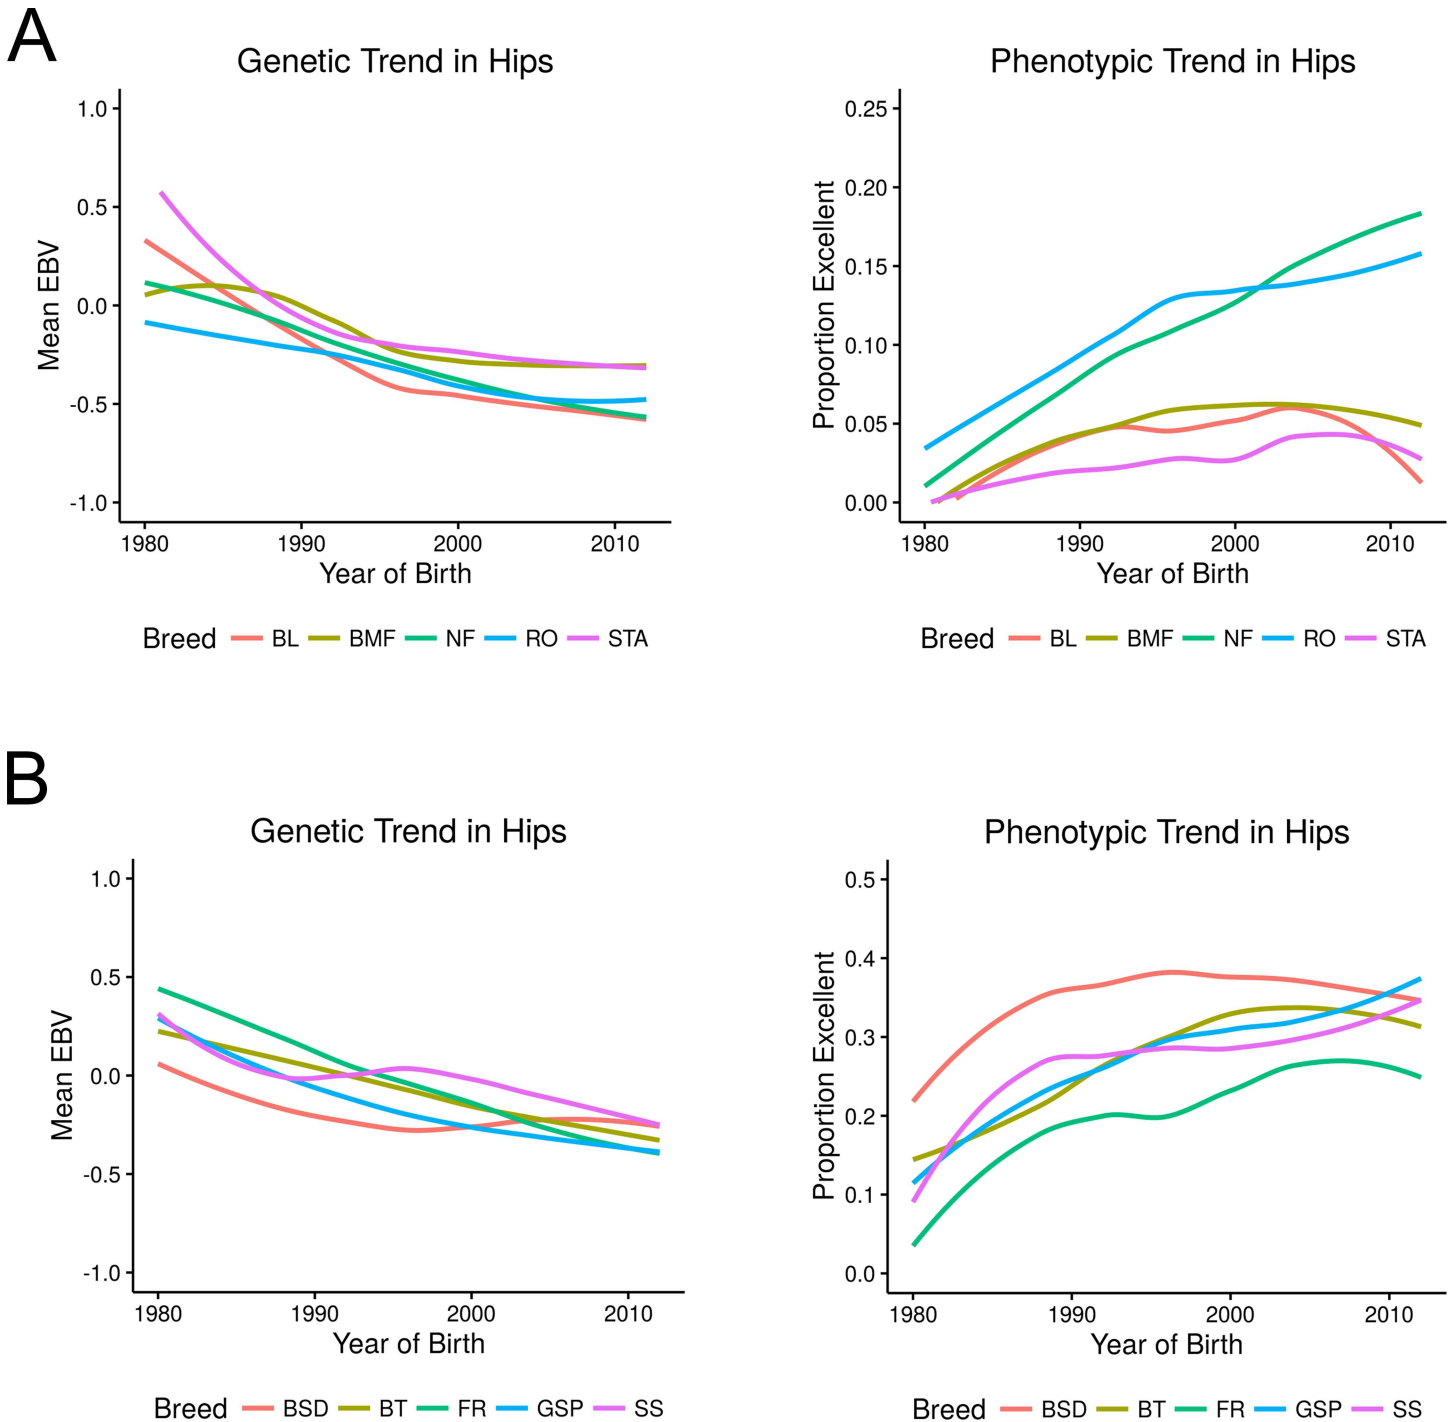 A
Genetic Trend in Hips
Mean EBV
1.0
0.5
0.0
-0.5
-1.0
1980 1990 2000 2010
Year of Birth
Breed BL BMF NF RO STA
Phenotypic Trend in Hips
Proportion Excellent
0.25
0.20
0.15
0.10
0.05
0.00
1980 1990 2000 2010
Year of Birth
Breed BL BMF NF RO STA
B
Genetic Trend in Hips
Mean EBV
1.0
0.5
0.0
-0.5
-1.0
1980 1990 2000 2010
Year of Birth
Breed BSD BT FR GSP SS
Phenotypic Trend in Hips
Proportion Excellent
0.5
0.4
0.3
0.2
0.1
0.0
1980 1990 2000 2010
Year of Birth
Breed BSD BT FR GSP SS